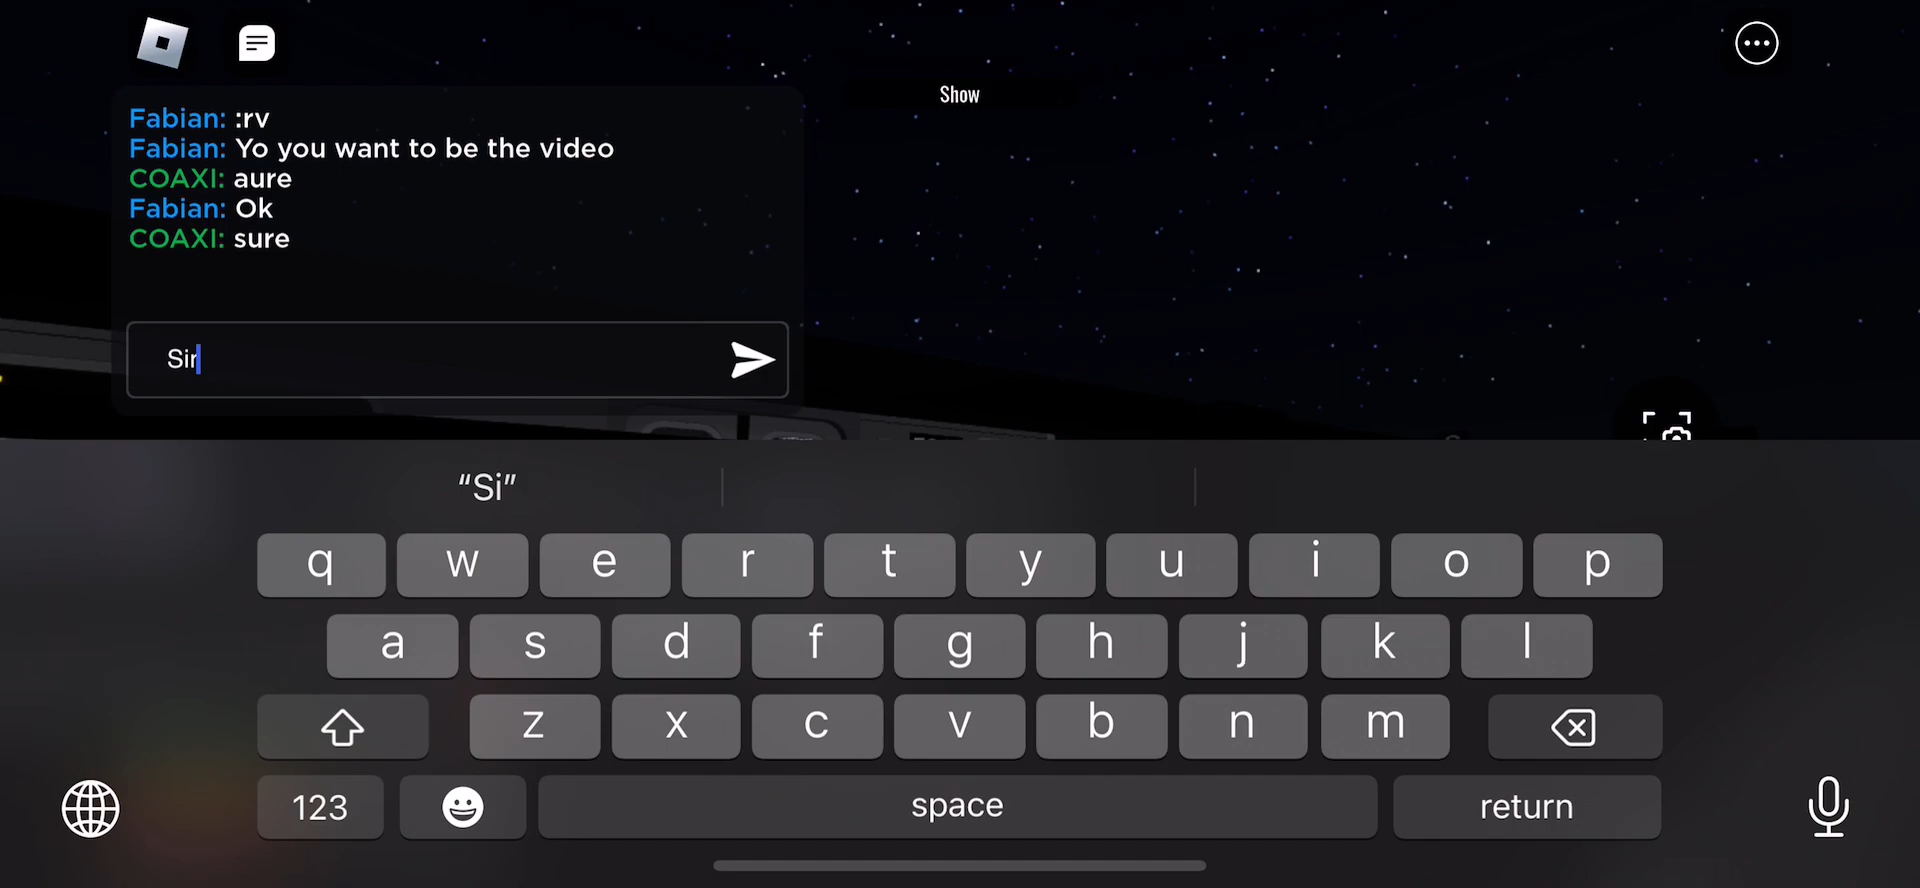 Show
Fabian: :rv
Fabian: Yo you want to be the video
COAXI: aure
Fabian: Ok
COAXI: sure
Sir
“Si”
q w e r t y u i o p
a s d f g h j k l
z x c v b n m
123 space return